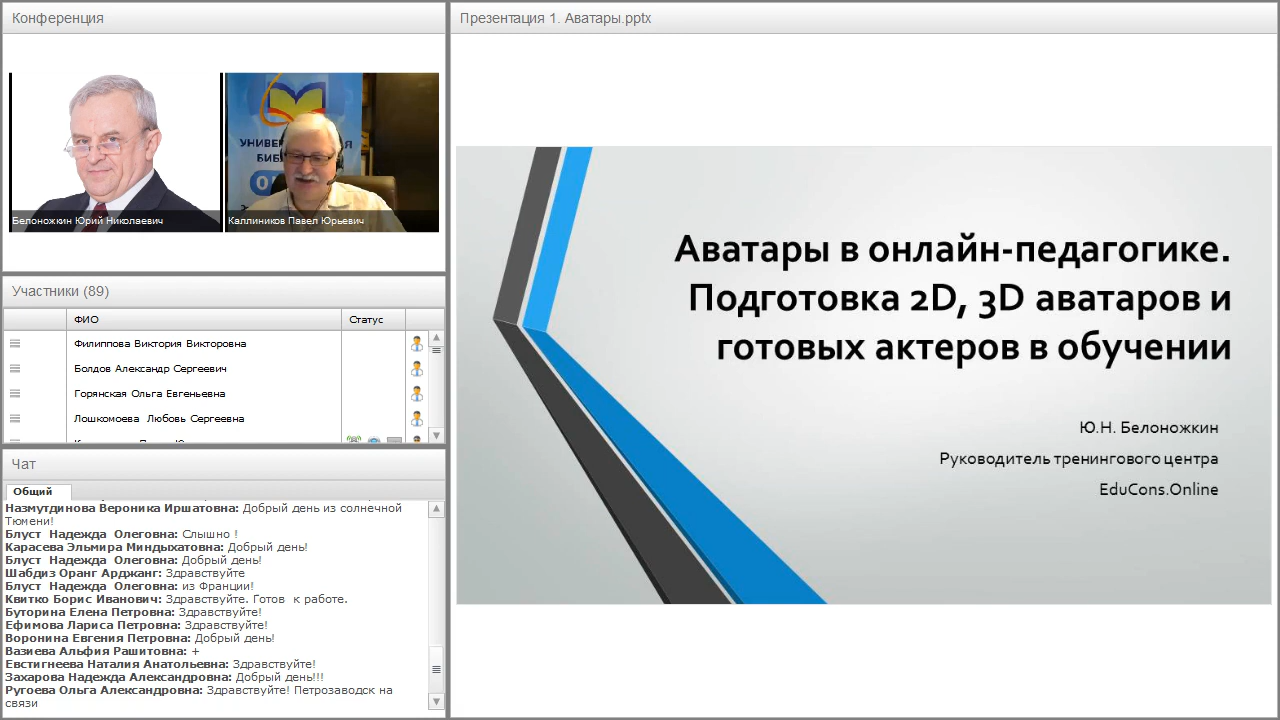 Конференция
УНИВЕ
БИБ
Белоножкин Юрий Николаевич
Каллиников Павел Юрьевич
Участники (89)
ФИО
Статус
Филиппова Виктория Викторовна
Болдов Александр Сергеевич
Горянская Ольга Евгеньевна
Лошкомоева Любовь Сергеевна
Чат
Общий
Назмутдинова Вероника Иршатовна: Добрый день из солнечной
Тюмени!
Блуст Надежда Олеговна: Слышно !
Карасева Эльмира Миндыхатовна: Добрый день!
Блуст Надежда Олеговна: Добрый день!
Шабдиз Оранг Арджанг: Здравствуйте
Блуст Надежда Олеговна: из Франции!
Квитко Борис Иванович: Здравствуйте. Готов к работе.
Буторина Елена Петровна: Здравствуйте!
Ефимова Лариса Петровна: Здравствуйте!
Воронина Евгения Петровна: Добрый день!
Вазиева Альфия Рашитовна: +
Евстигнеева Наталия Анатольевна: Здравствуйте!
Захарова Надежда Александровна: Добрый день!!!
Ругоева Ольга Александровна: Здравствуйте! Петрозаводск на
связи
Презентация 1. Аватары.pptx
Аватары в онлайн-педагогике.
Подготовка 2D, 3D аватаров и
готовых актеров в обучении
Ю.Н. Белоножкин
Руководитель тренингового центра
EduCons.Online